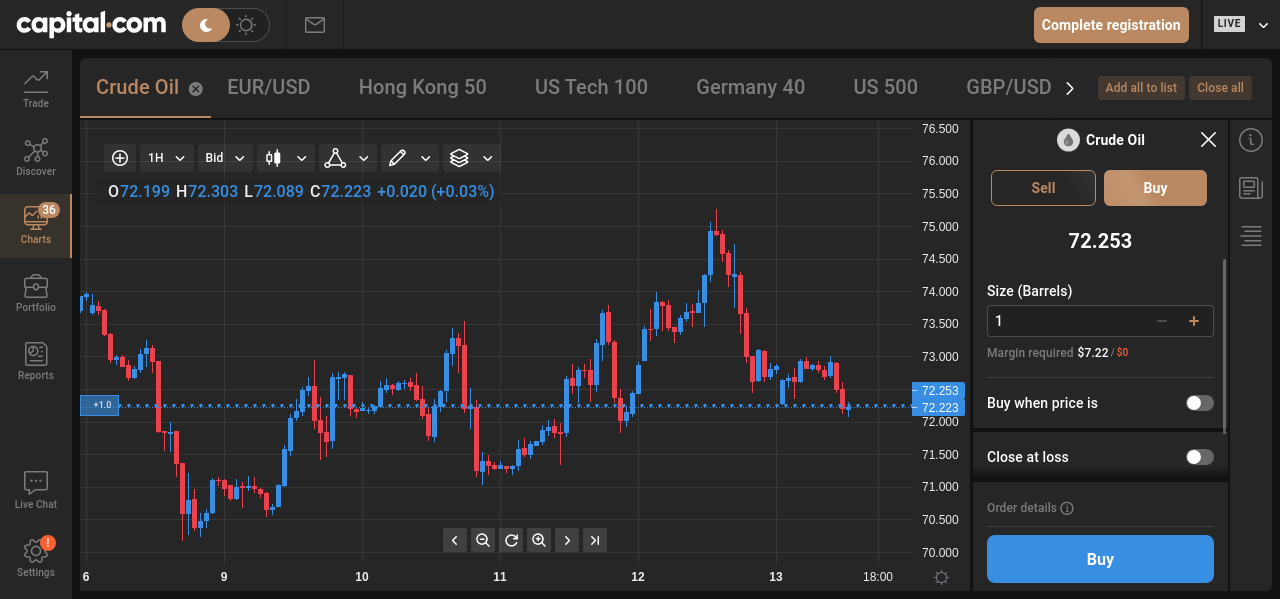 capital.com
Complete registration
LIVE
Trade
Discover
36
Charts
Portfolio
Reports
Live Chat
!
Settings
Crude Oil
EUR/USD
Hong Kong 50
US Tech 100
Germany 40
US 500
GBP/USD
Add all to list
Close all
1H
Bid
O72.199 H72.303 L72.089 C72.223 +0.020 (+0.03%)
+1.0
76.500
76.000
75.500
75.000
74.500
74.000
73.500
73.000
72.253
72.223
72.000
71.500
71.000
70.500
70.000
6
9
10
11
12
13
18:00
Crude Oil
Sell
Buy
72.253
Size (Barrels)
1
Margin required $7.22 / $0
Buy when price is
Close at loss
Order details
Buy